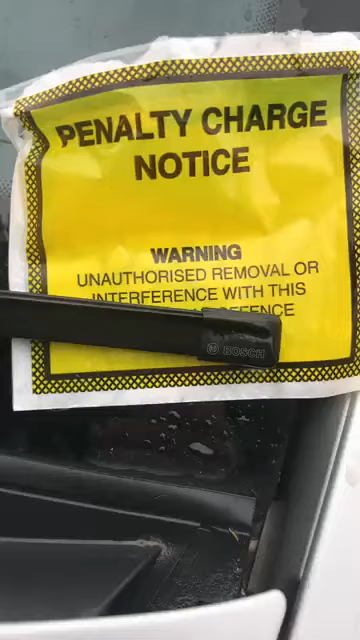 PENALTY CHARGE
NOTICE
WARNING
UNAUTHORISED REMOVAL OR
INTERFERENCE WITH THIS
BOSCH